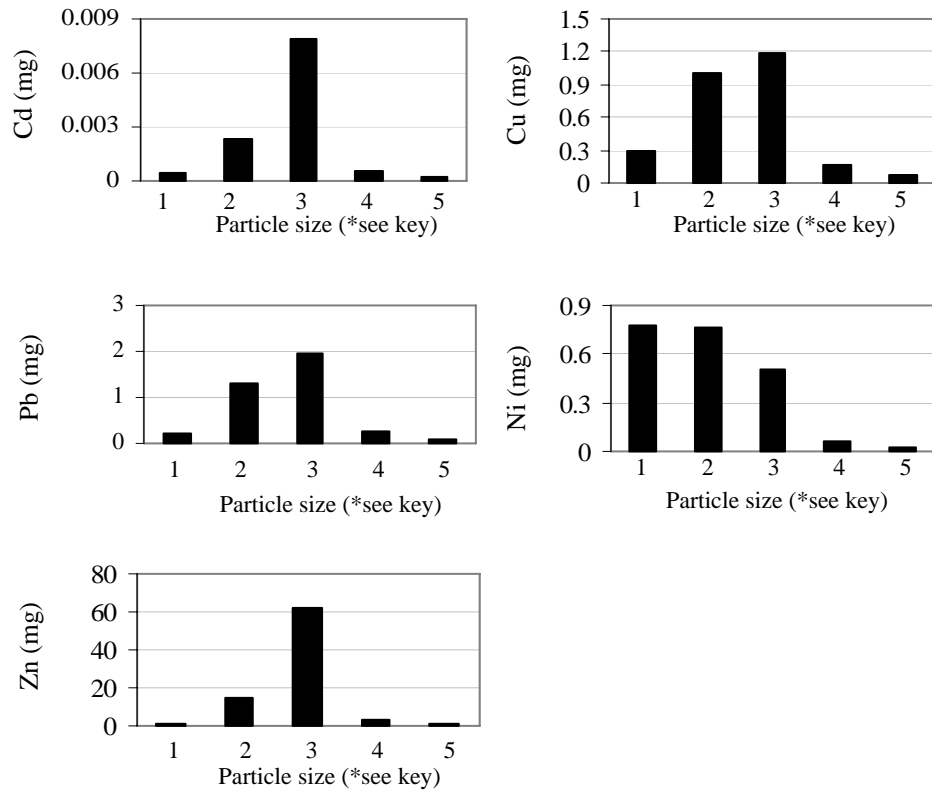 Cd (mg)
0.009
0.006
0.003
0
1 2 3 4 5
Particle size (*see key)
Cu (mg)
1.5
1.2
0.9
0.6
0.3
0
1 2 3 4 5
Particle size (*see key)
Pb (mg)
3
2
1
0
1 2 3 4 5
Particle size (*see key)
Ni (mg)
0.9
0.6
0.3
0
1 2 3 4 5
Particle size (*see key)
Zn (mg)
80
60
40
20
0
1 2 3 4 5
Particle size (*see key)